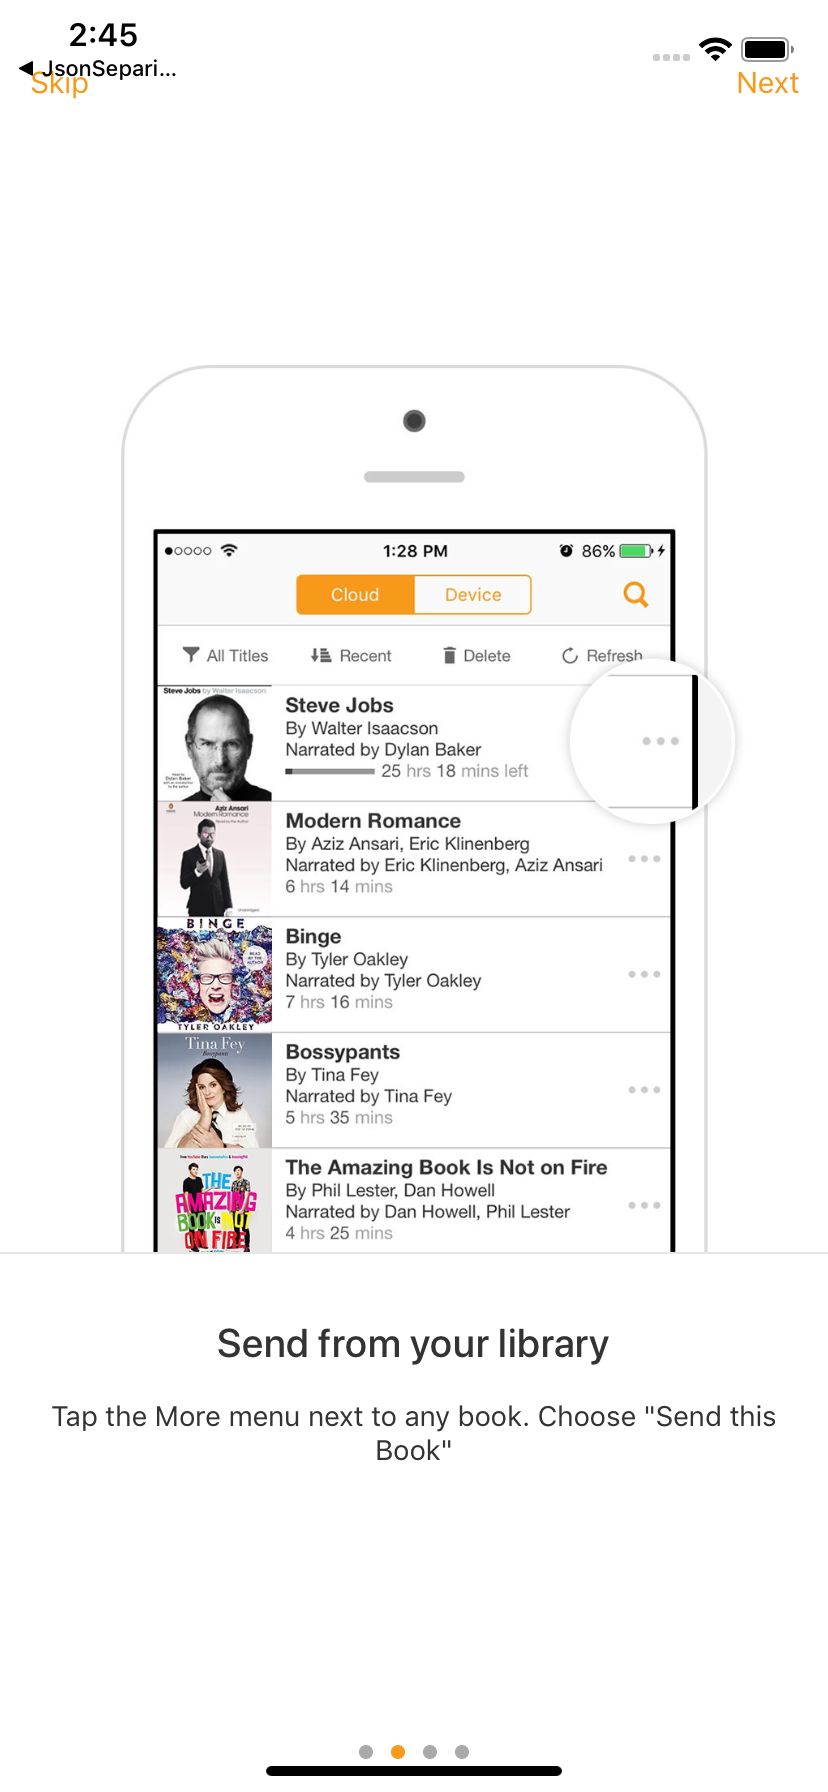 2:45
JsonSepari...
Skip
Next
1:28 PM
86%
Cloud
Device
All Titles
Recent
Delete
Refresh
Steve Jobs by Walter Isaacson
Steve Jobs
By Walter Isaacson
Narrated by Dylan Baker
25 hrs 18 mins left
Aziz Ansari
Modern Romance
Modern Romance
By Aziz Ansari, Eric Klinenberg
Narrated by Eric Klinenberg, Aziz Ansari
6 hrs 14 mins
BINGE
READ BY THE AUTHOR
TYLER OAKLEY
Binge
By Tyler Oakley
Narrated by Tyler Oakley
7 hrs 16 mins
Tina Fey
Bossypants
Bossypants
By Tina Fey
Narrated by Tina Fey
5 hrs 35 mins
THE
AMAZING
BOOK IS NOT
ON FIRE
The Amazing Book Is Not on Fire
By Phil Lester, Dan Howell
Narrated by Dan Howell, Phil Lester
4 hrs 25 mins
Send from your library
Tap the More menu next to any book. Choose "Send this
Book"